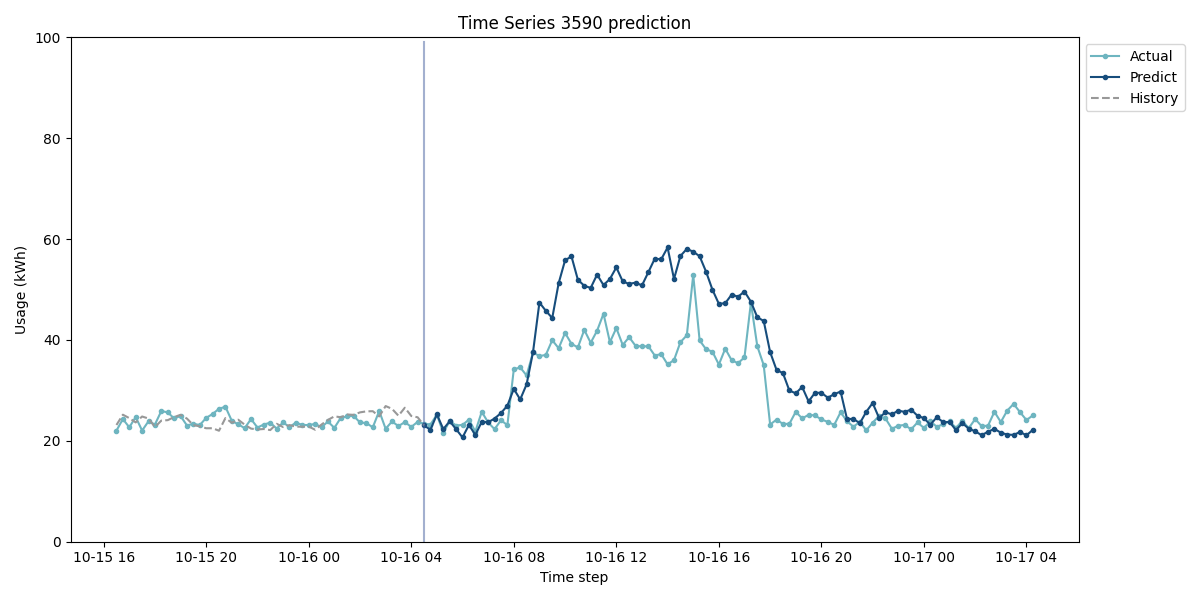 Time Series 3590 prediction
Actual
Predict
History
Usage (kWh)
100
80
60
40
20
0
10-15 16
10-15 20
10-16 00
10-16 04
10-16 08
10-16 12
10-16 16
10-16 20
10-17 00
10-17 04
Time step